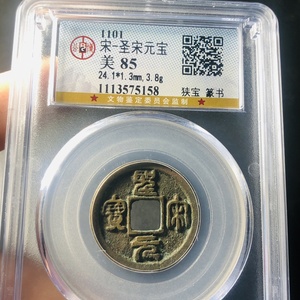 1101
宋-圣宋元宝
美 85
24.1*1.3mm,3.8g
1113575158
狭宝 篆书
★★★★★★★
文物鉴定委员会监制
聖
寶 宋
元